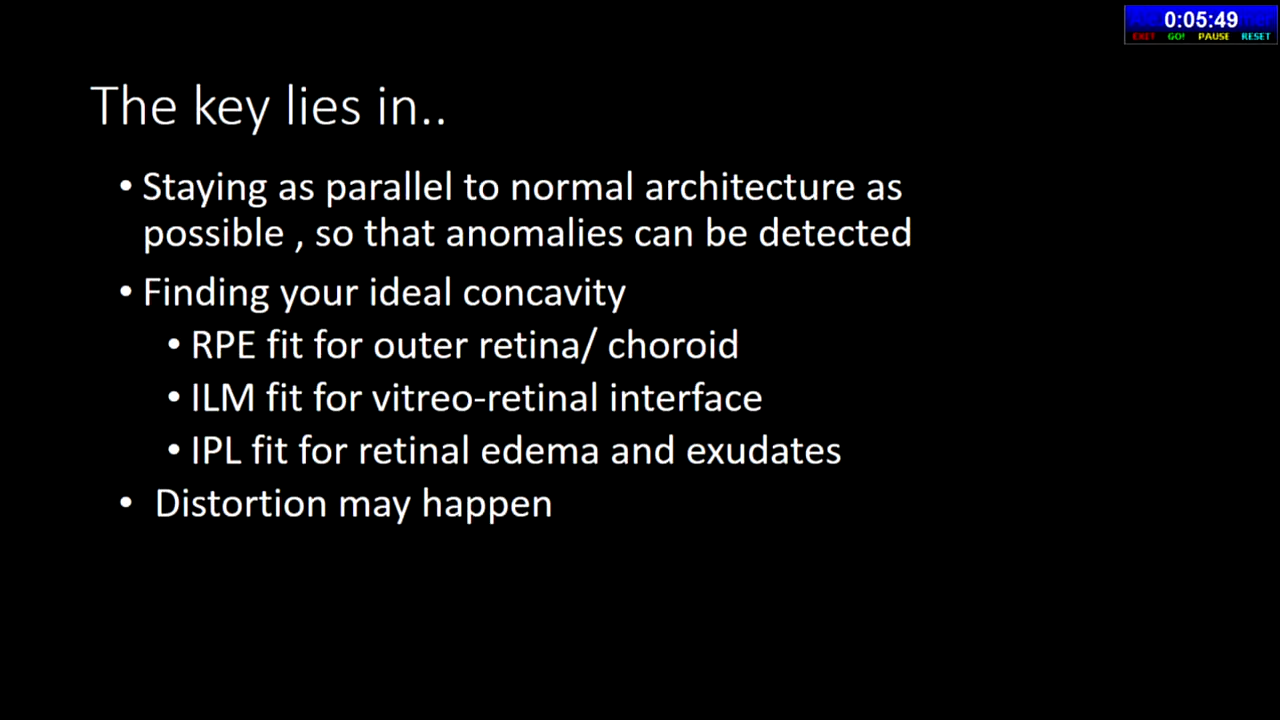 0:05:49
EXIT GO! PAUSE RESET
The key lies in..
• Staying as parallel to normal architecture as
possible , so that anomalies can be detected
• Finding your ideal concavity
• RPE fit for outer retina/ choroid
• ILM fit for vitreo-retinal interface
• IPL fit for retinal edema and exudates
• Distortion may happen